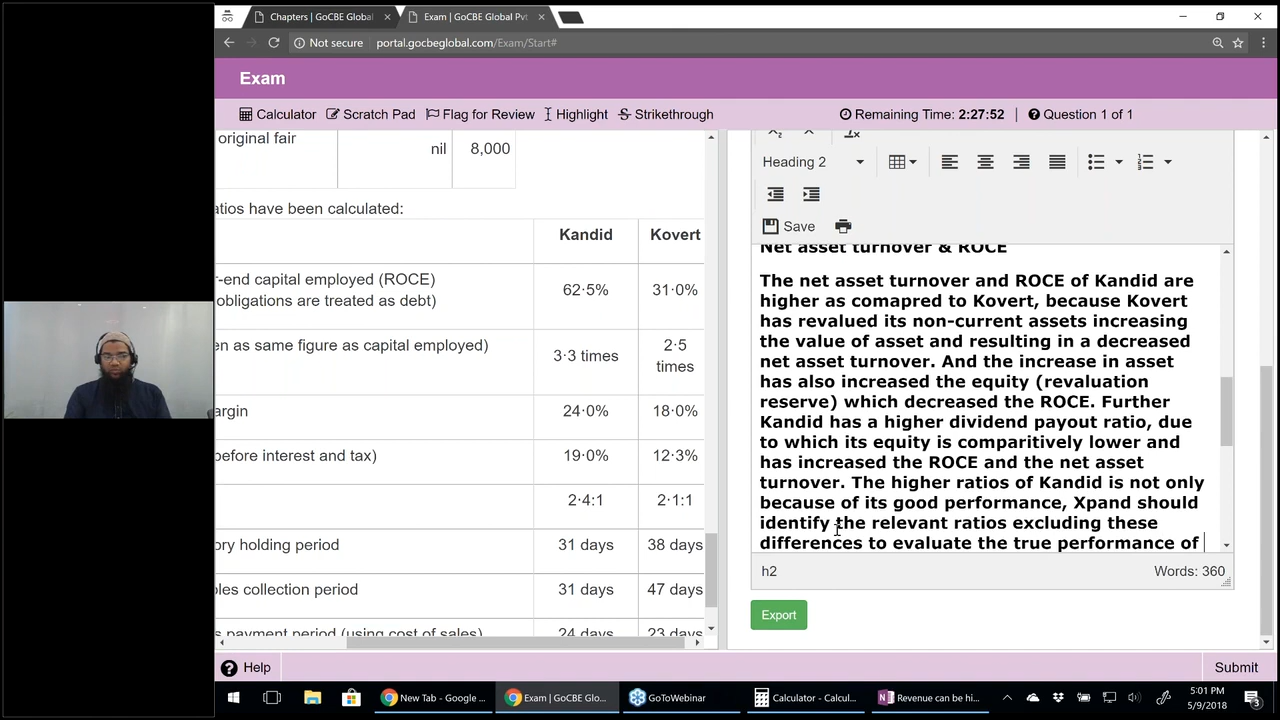 Chapters | GoCBE Global
Exam | GoCBE Global Pvt
Not secure
portal.gocbeglobal.com/Exam/Start#
Exam
Calculator
Scratch Pad
Flag for Review
Highlight
Strikethrough
Remaining Time: 2:27:52
Question 1 of 1
original fair
nil 8,000
atios have been calculated:
Kandid Kovert
-end capital employed (ROCE)
obligations are treated as debt) 62·5% 31·0%
en as same figure as capital employed) 3·3 times 2·5
times
argin 24·0% 18·0%
before interest and tax) 19·0% 12·3%
2·4:1 2·1:1
ory holding period 31 days 38 days
les collection period 31 days 47 days
s payment period (using cost of sales) 24 days 23 days
Heading 2
Save
Net asset turnover & ROCE
The net asset turnover and ROCE of Kandid are
higher as comapred to Kovert, because Kovert
has revalued its non-current assets increasing
the value of asset and resulting in a decreased
net asset turnover. And the increase in asset
has also increased the equity (revaluation
reserve) which decreased the ROCE. Further
Kandid has a higher dividend payout ratio, due
to which its equity is comparitively lower and
has increased the ROCE and the net asset
turnover. The higher ratios of Kandid is not only
because of its good performance, Xpand should
identify the relevant ratios excluding these
differences to evaluate the true performance of
h2
Words: 360
Export
Help
Submit
New Tab - Google ...
Exam | GoCBE Glo...
GoToWebinar
Calculator - Calcul...
Revenue can be hi...
5:01 PM
5/9/2018
3